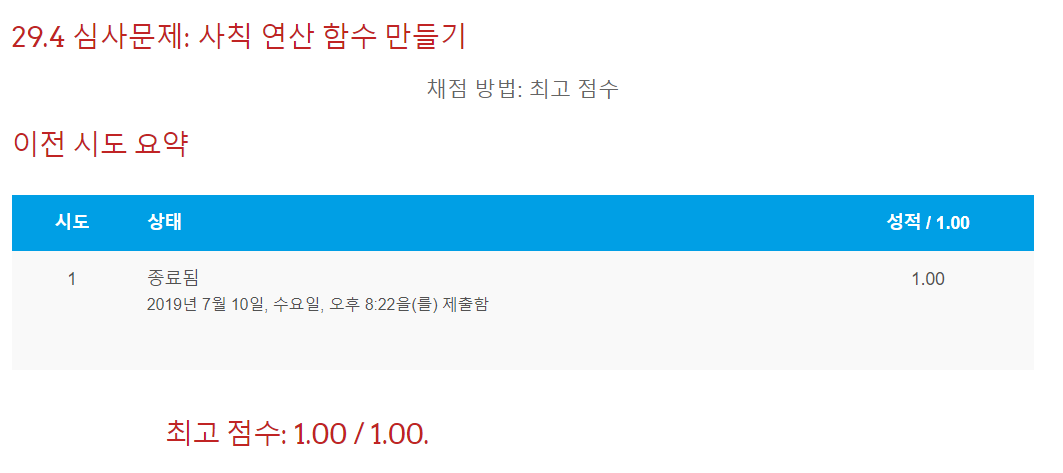 29.4 심사문제: 사칙 연산 함수 만들기
채점 방법: 최고 점수
이전 시도 요약
시도 상태 성적 / 1.00
1 종료됨 1.00
2019년 7월 10일, 수요일, 오후 8:22을(를) 제출함
최고 점수: 1.00 / 1.00.